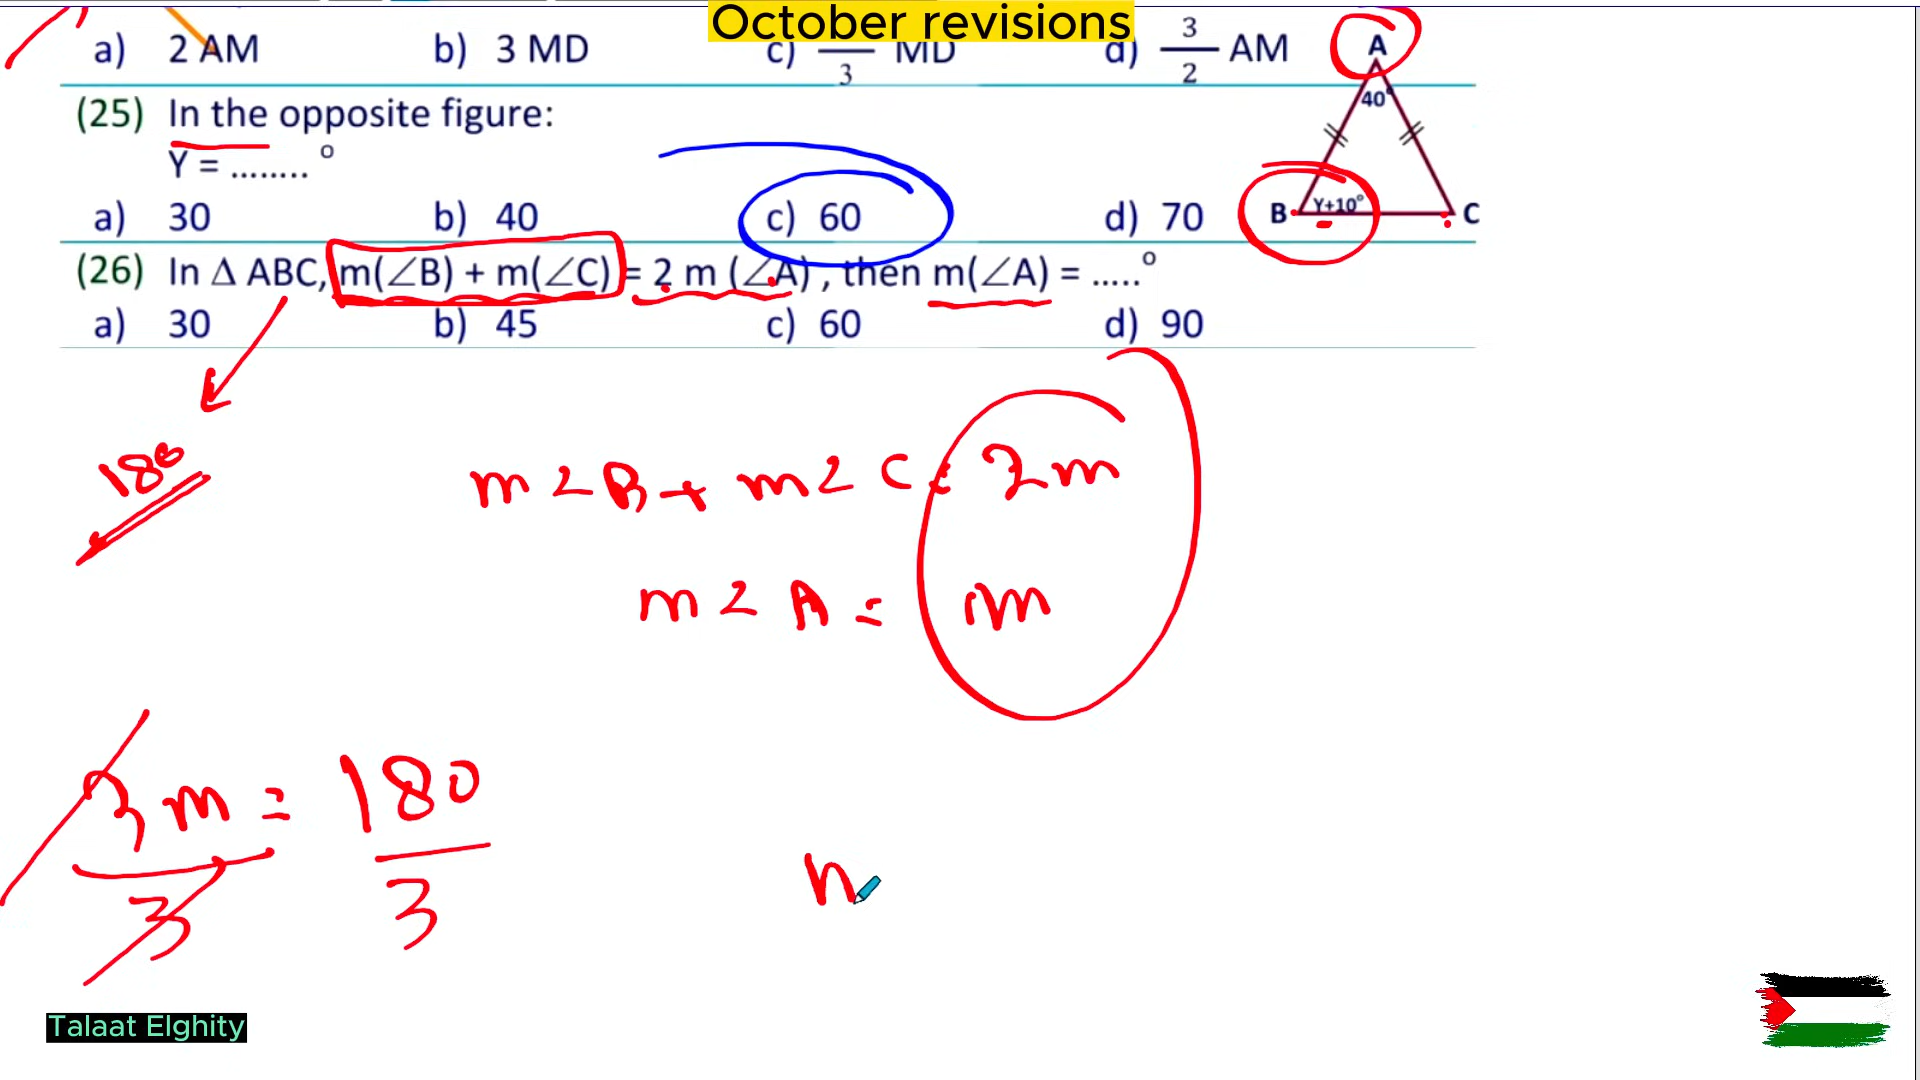 October revisions
a) 2 AM b) 3 MD c) 3 MD d) 3/2 AM
A
40°
(25) In the opposite figure:
Y = ........ °
a) 30 b) 40 c) 60 d) 70
B Y+10° C
(26) In Δ ABC, m(∠B) + m(∠C) = 2 m (∠A) , then m(∠A) = ..... °
a) 30 b) 45 c) 60 d) 90
180
m∠B + m∠C = 2m
m∠A = 1m
3m = 180
3 3
m
Talaat Elghity